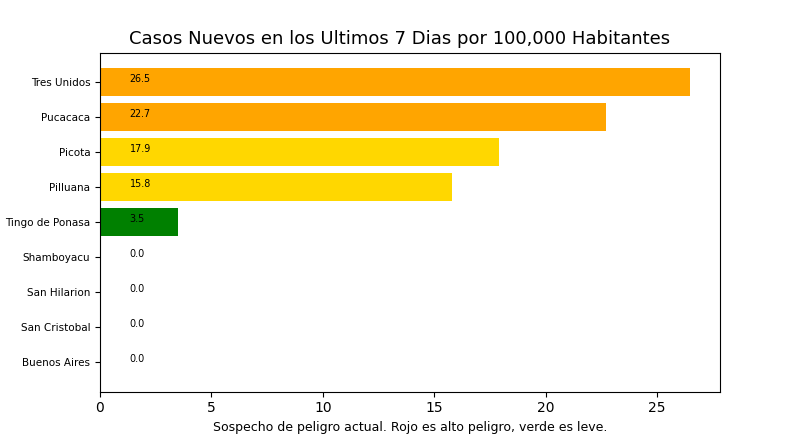 Casos Nuevos en los Ultimos 7 Dias por 100,000 Habitantes
Tres Unidos 26.5
Pucacaca 22.7
Picota 17.9
Pilluana 15.8
Tingo de Ponasa 3.5
Shamboyacu 0.0
San Hilarion 0.0
San Cristobal 0.0
Buenos Aires 0.0
0 5 10 15 20 25
Sospecho de peligro actual. Rojo es alto peligro, verde es leve.